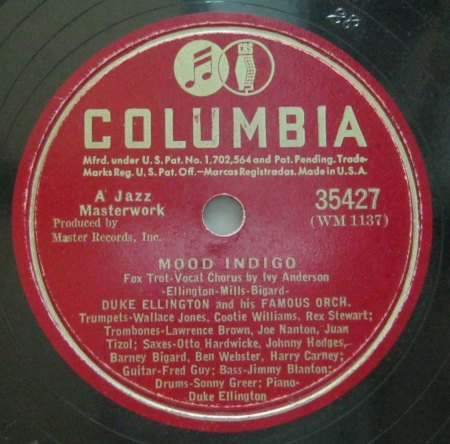 CBS
COLUMBIA
Mfrd. under U.S. Pat. No. 1,702,564 and Pat. Pending. Trade-
Marks Reg. U.S. Pat. Off.—Marcas Registradas. Made in U.S.A.
A Jazz
Masterwork
Produced by
Master Records, Inc.
35427
(WM 1137)
MOOD INDIGO
Fox Trot-Vocal Chorus by Ivy Anderson
-Ellington-Mills-Bigard-
DUKE ELLINGTON and his FAMOUS ORCH.
Trumpets-Wallace Jones, Cootie Williams, Rex Stewart;
Trombones-Lawrence Brown, Joe Nanton, Juan
Tizol; Saxes-Otto Hardwicke, Johnny Hodges,
Barney Bigard, Ben Webster, Harry Carney;
Guitar-Fred Guy; Bass-Jimmy Blanton;
Drums-Sonny Greer; Piano-
Duke Ellington